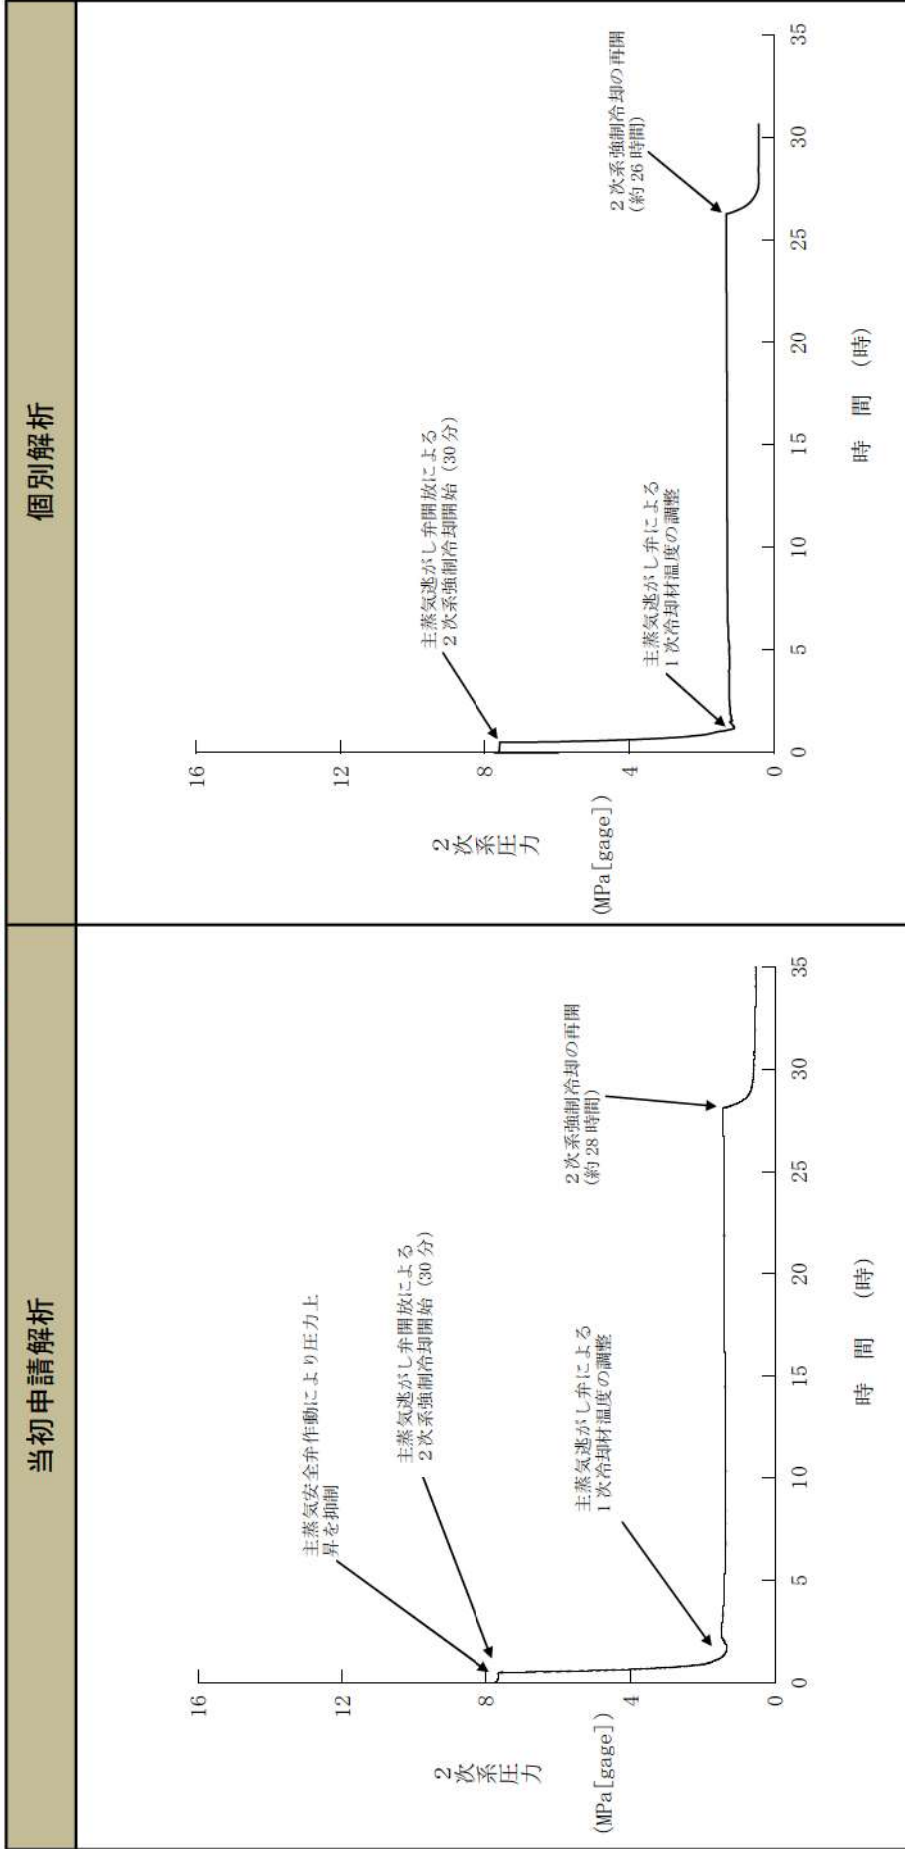 当初申請解析
2次系圧力
(MPa[gage])
16
12
8
4
0
主蒸気安全弁作動により圧力上
昇を抑制
主蒸気逃がし弁開放による
2次系強制冷却開始（30分）
主蒸気逃がし弁による
1次冷却材温度の調整
2次系強制冷却の再開
(約28時間)
0
5
10
15
20
25
30
35
時　間　(時)
個別解析
2次系圧力
(MPa[gage])
16
12
8
4
0
主蒸気逃がし弁開放による
2次系強制冷却開始（30分）
主蒸気逃がし弁による
1次冷却材温度の調整
2次系強制冷却の再開
(約26時間)
0
5
10
15
20
25
30
35
時　間　(時)